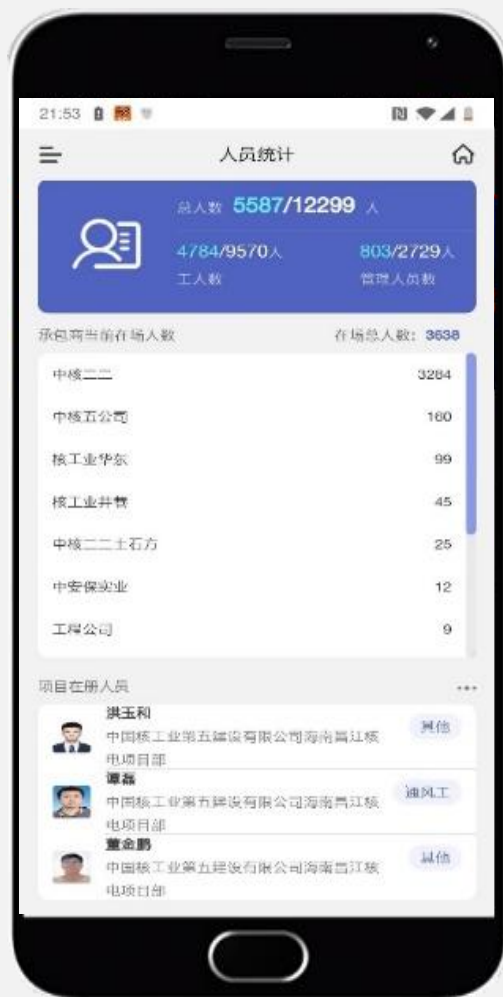 21:53
人员统计
总人数 5587/12299 人
4784/9570人 803/2729人
工人数 管理人员数
承包商当前在场人数 在场总人数: 3638
中核二二 3284
中核五公司 160
核工业华东 99
核工业井巷 45
中核二二土石方 25
中安保实业 12
工程公司 9
项目在册人员
洪玉和
中国核工业第五建设有限公司海南昌江核 其他
电项目部
谭磊
中国核工业第五建设有限公司海南昌江核 通风工
电项目部
董金鹏
中国核工业第五建设有限公司海南昌江核 其他
电项目部